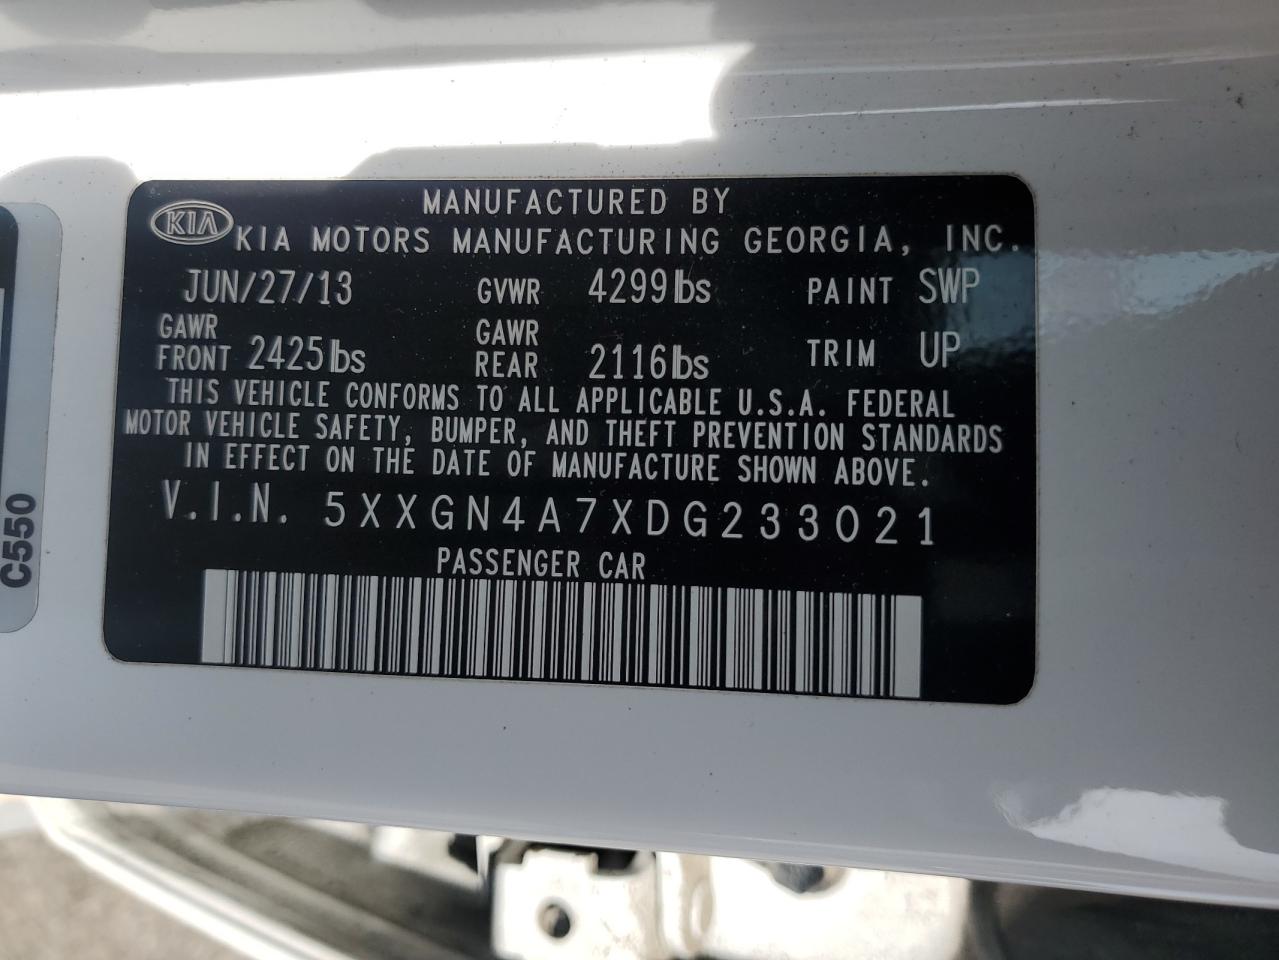 MANUFACTURED BY
KIA KIA MOTORS MANUFACTURING GEORGIA, INC.
JUN/27/13 GVWR 4299lbs PAINT SWP
GAWR GAWR
FRONT 2425lbs REAR 2116lbs TRIM UP
THIS VEHICLE CONFORMS TO ALL APPLICABLE U.S.A. FEDERAL
MOTOR VEHICLE SAFETY, BUMPER, AND THEFT PREVENTION STANDARDS
IN EFFECT ON THE DATE OF MANUFACTURE SHOWN ABOVE.
V.I.N. 5XXGN4A7XDG233021
PASSENGER CAR
C550